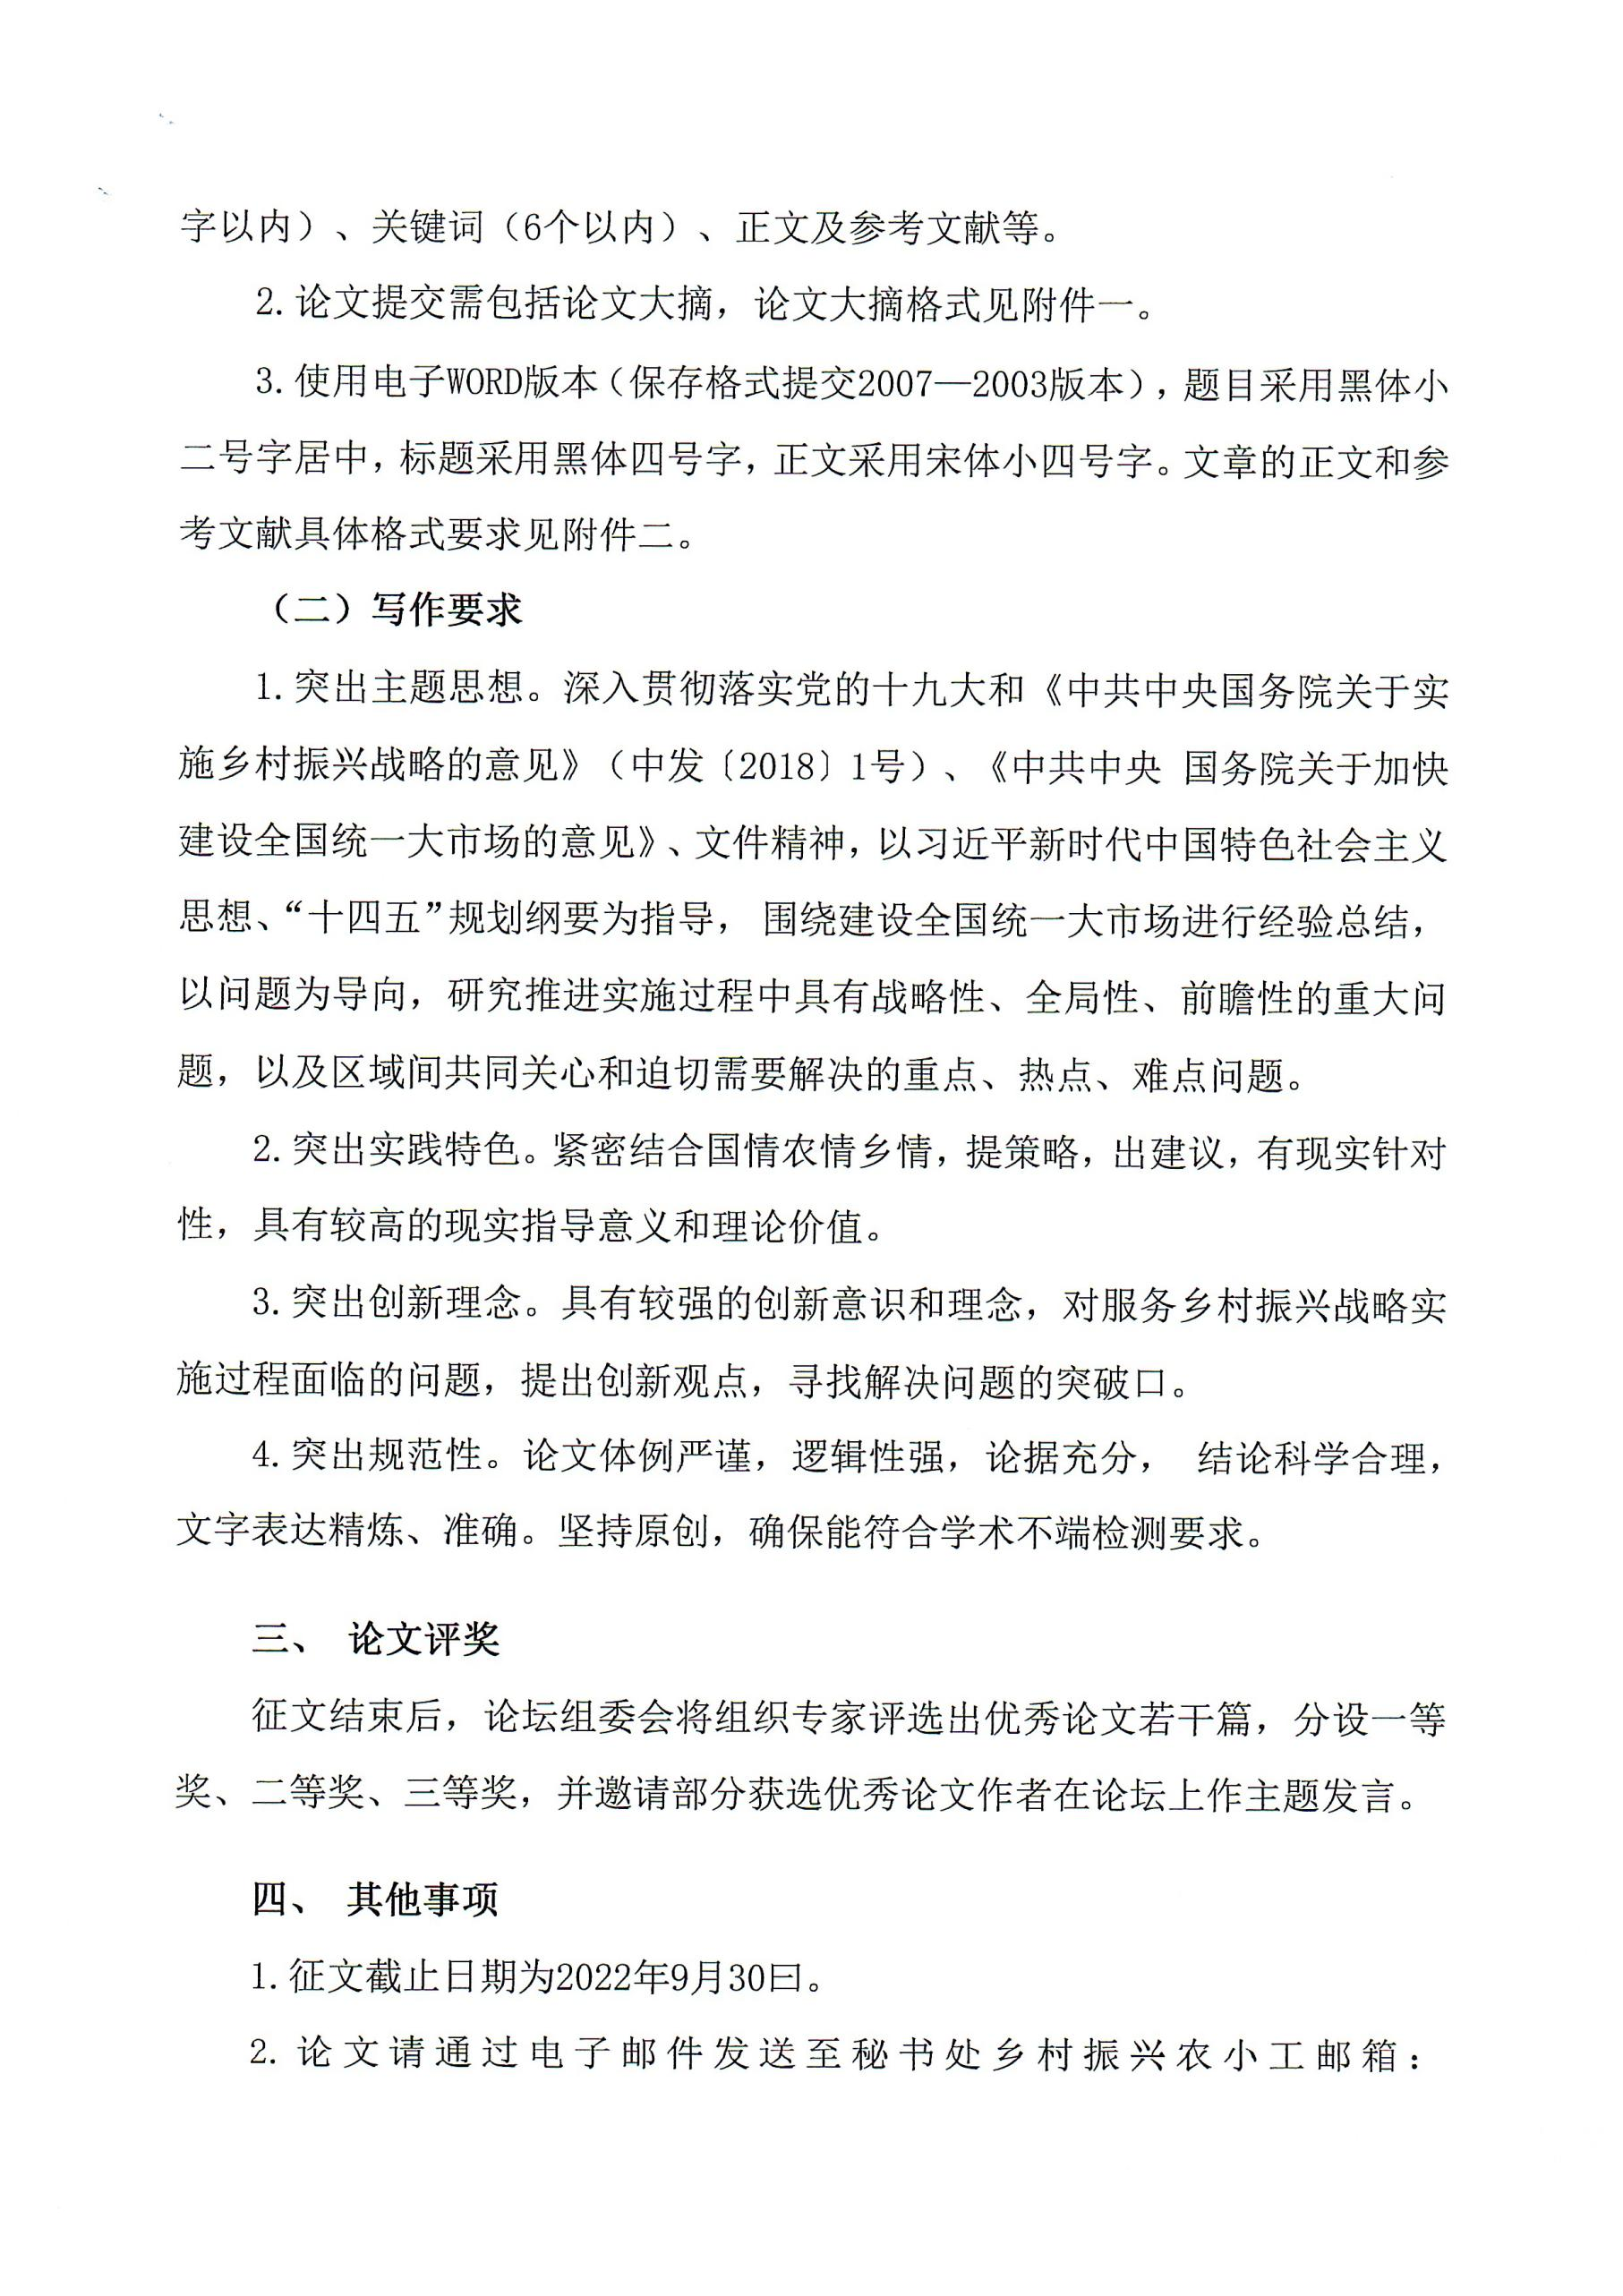 字以内）、关键词（6个以内）、正文及参考文献等。
2. 论文提交需包括论文大摘，论文大摘格式见附件一。
3. 使用电子WORD版本（保存格式提交2007—2003版本），题目采用黑体小
二号字居中，标题采用黑体四号字，正文采用宋体小四号字。文章的正文和参
考文献具体格式要求见附件二。
（二）写作要求
1. 突出主题思想。深入贯彻落实党的十九大和《中共中央国务院关于实
施乡村振兴战略的意见》（中发〔2018〕1号）、《中共中央 国务院关于加快
建设全国统一大市场的意见》、文件精神，以习近平新时代中国特色社会主义
思想、“十四五”规划纲要为指导， 围绕建设全国统一大市场进行经验总结，
以问题为导向，研究推进实施过程中具有战略性、全局性、前瞻性的重大问
题，以及区域间共同关心和迫切需要解决的重点、热点、难点问题。
2. 突出实践特色。紧密结合国情农情乡情，提策略，出建议，有现实针对
性，具有较高的现实指导意义和理论价值。
3. 突出创新理念。具有较强的创新意识和理念，对服务乡村振兴战略实
施过程面临的问题，提出创新观点，寻找解决问题的突破口。
4. 突出规范性。论文体例严谨，逻辑性强，论据充分， 结论科学合理，
文字表达精炼、准确。坚持原创，确保能符合学术不端检测要求。
三、 论文评奖
征文结束后，论坛组委会将组织专家评选出优秀论文若干篇，分设一等
奖、二等奖、三等奖，并邀请部分获选优秀论文作者在论坛上作主题发言。
四、 其他事项
1. 征文截止日期为2022年9月30曰。
2. 论文请通过电子邮件发送至秘书处乡村振兴农小工邮箱：